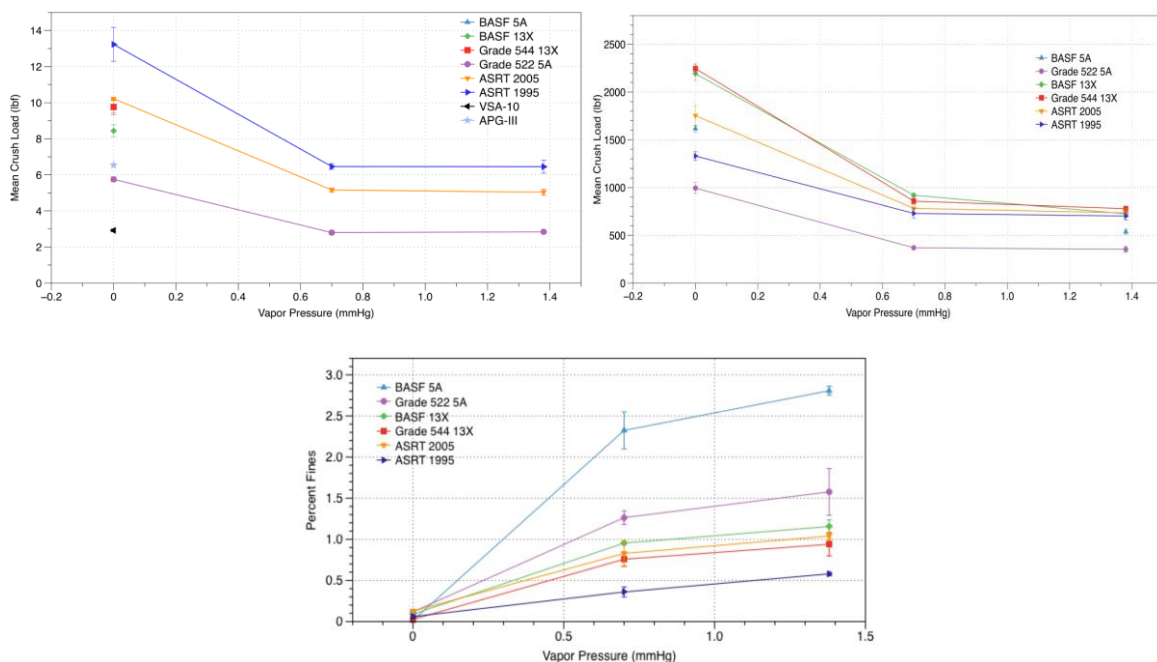 14
12
10
8
6
4
2
0
Mean Crush Load (lbf)
BASF 5A
BASF 13X
Grade 544 13X
Grade 522 5A
ASRT 2005
ASRT 1995
VSA-10
APG-III
−0.2 0 0.2 0.4 0.6 0.8 1.0 1.2 1.4
Vapor Pressure (mmHg)
2500
2000
1500
1000
500
0
Mean Crush Load (lbf)
BASF 5A
Grade 522 5A
BASF 13X
Grade 544 13X
ASRT 2005
ASRT 1995
−0.2 0 0.2 0.4 0.6 0.8 1.0 1.2 1.4
Vapor Pressure (mmHg)
3.0
2.5
2.0
1.5
1.0
0.5
0
Percent Fines
BASF 5A
Grade 522 5A
BASF 13X
Grade 544 13X
ASRT 2005
ASRT 1995
0 0.5 1.0 1.5
Vapor Pressure (mmHg)